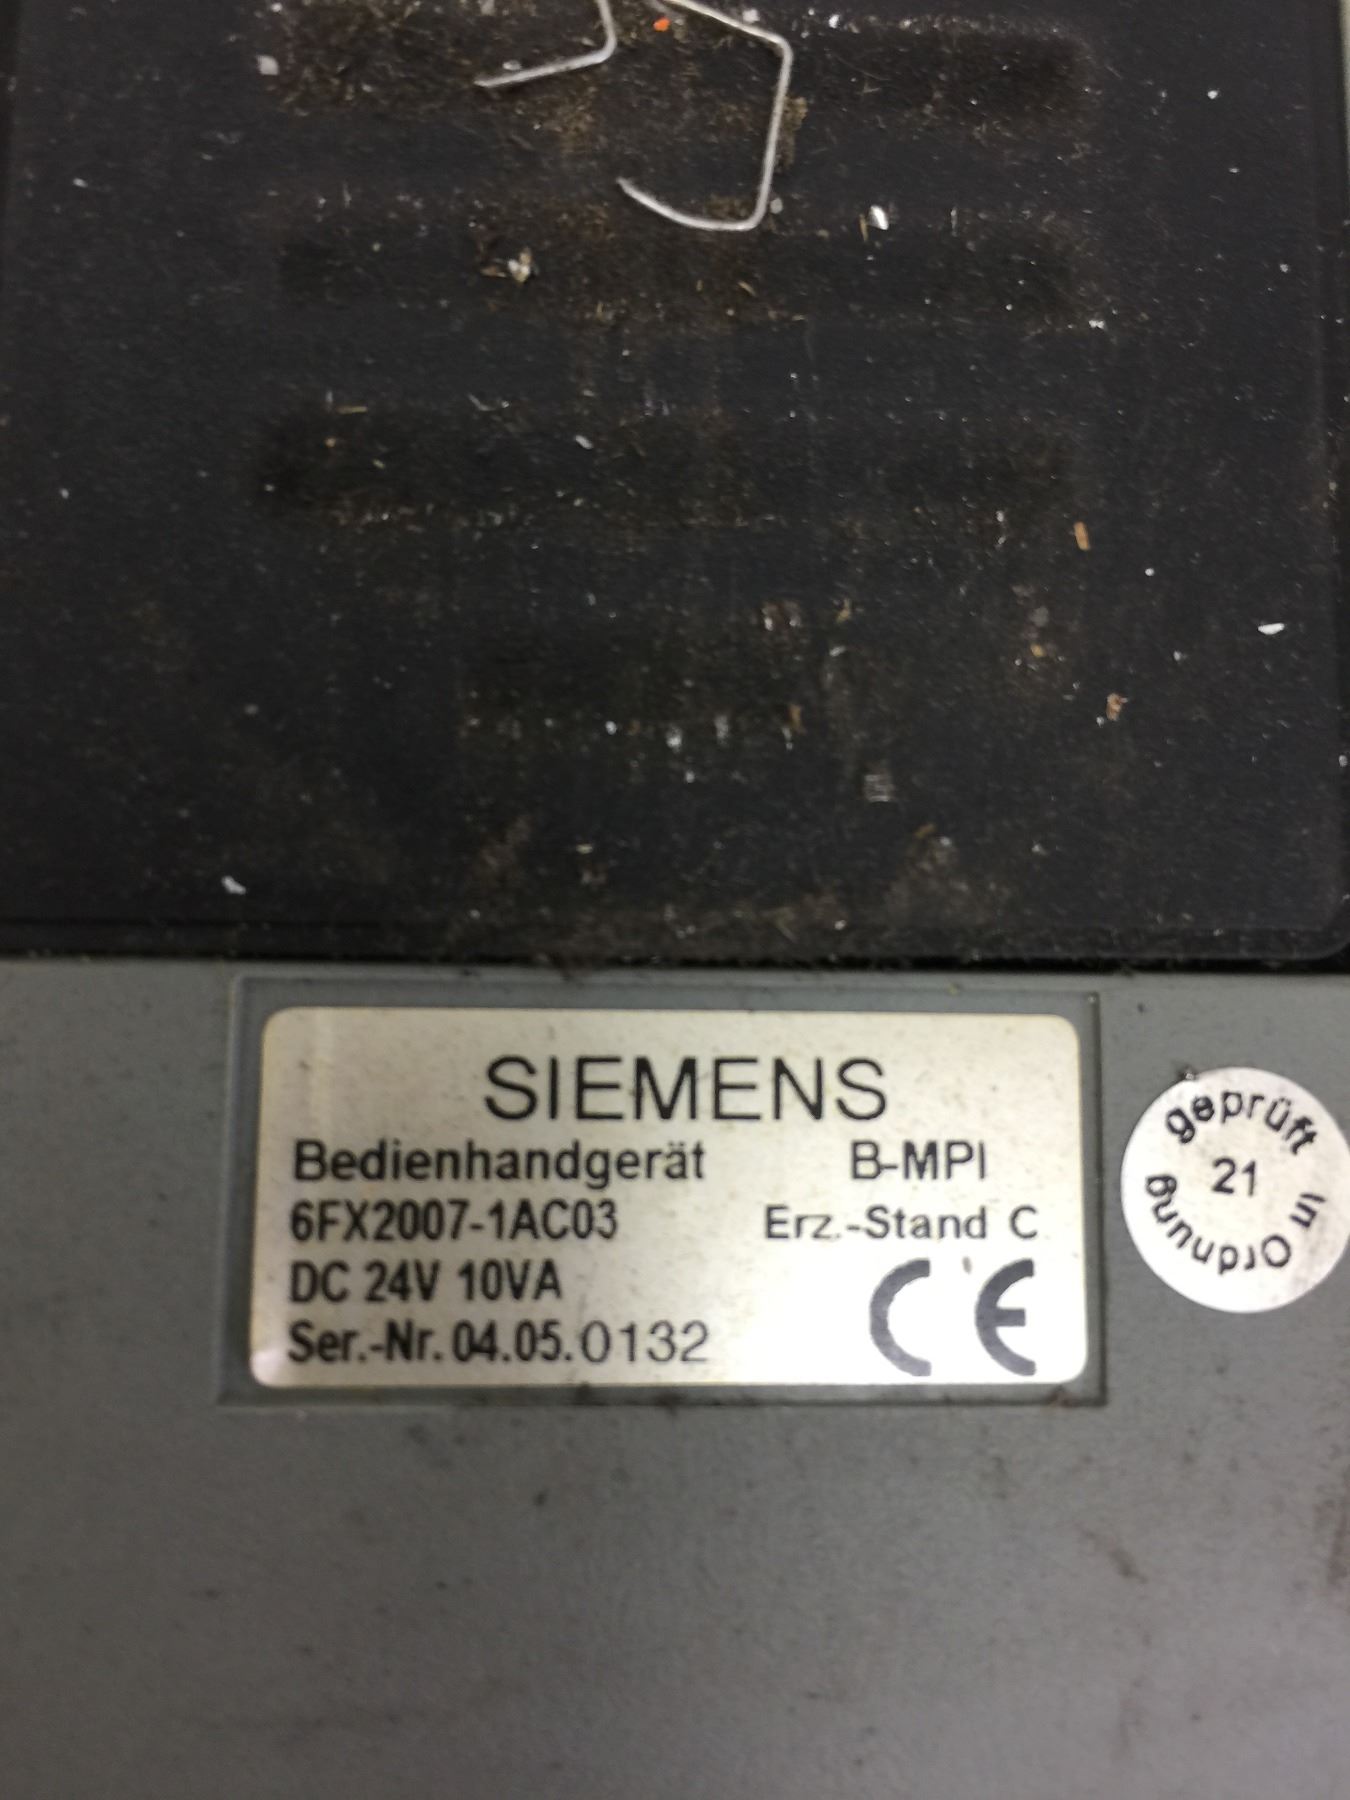 SIEMENS
Bedienhandgerät B-MPI
6FX2007-1AC03 Erz.-Stand C
DC 24V 10VA
Ser.-Nr. 04.05.0132 CE
geprüft
21
in Ordnung